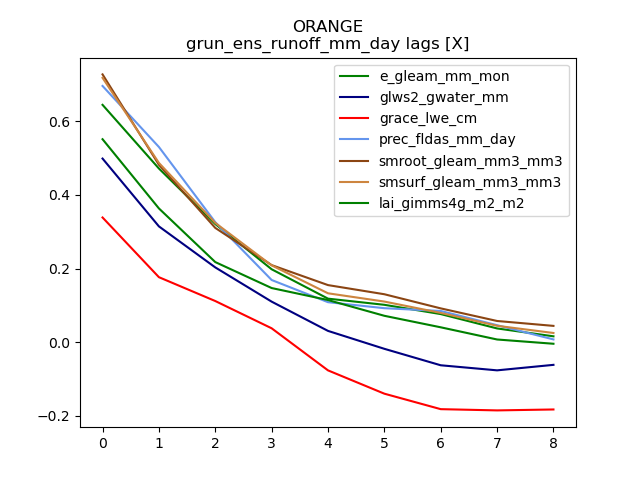 ORANGE
grun_ens_runoff_mm_day lags [X]
e_gleam_mm_mon
glws2_gwater_mm
grace_lwe_cm
prec_fldas_mm_day
smroot_gleam_mm3_mm3
smsurf_gleam_mm3_mm3
lai_gimms4g_m2_m2
0.6
0.4
0.2
0.0
−0.2
0 1 2 3 4 5 6 7 8